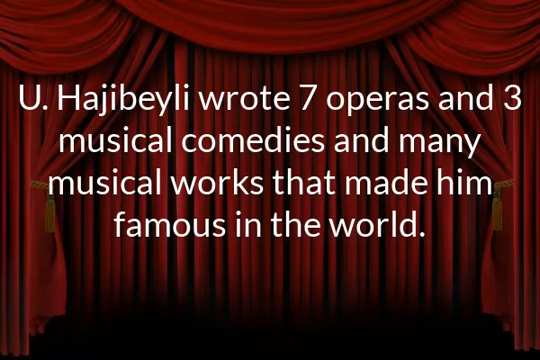 U. Hajibeyli wrote 7 operas and 3
musical comedies and many
musical works that made him
famous in the world.